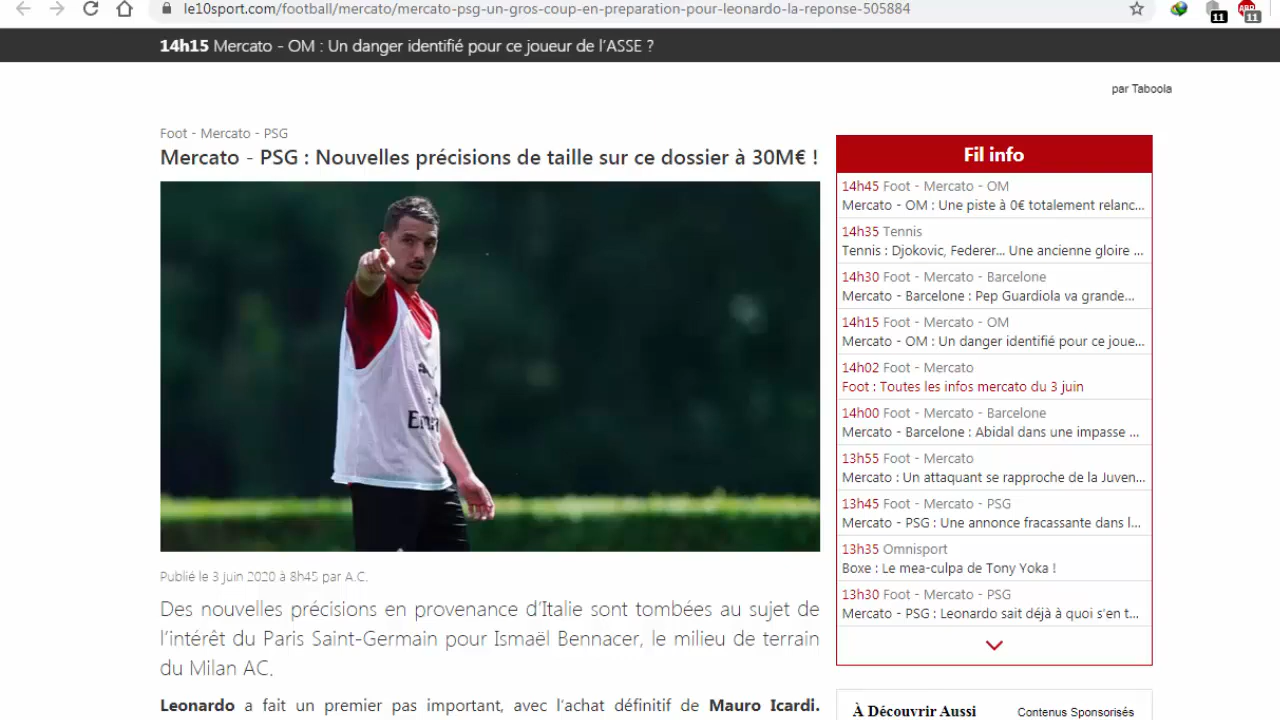 le10sport.com/football/mercato/mercato-psg-un-gros-coup-en-preparation-pour-leonardo-la-reponse-505884
11
ABP
11
14h15 Mercato - OM : Un danger identifié pour ce joueur de l'ASSE ?
par Taboola
Foot - Mercato - PSG
Mercato - PSG : Nouvelles précisions de taille sur ce dossier à 30M€ !
Publié le 3 juin 2020 à 8h45 par A.C.
Des nouvelles précisions en provenance d'Italie sont tombées au sujet de
l'intérêt du Paris Saint-Germain pour Ismaël Bennacer, le milieu de terrain
du Milan AC.
Leonardo a fait un premier pas important, avec l'achat définitif de Mauro Icardi.
Fil info
14h45 Foot - Mercato - OM
Mercato - OM : Une piste à 0€ totalement relanc...
14h35 Tennis
Tennis : Djokovic, Federer... Une ancienne gloire ...
14h30 Foot - Mercato - Barcelone
Mercato - Barcelone : Pep Guardiola va grande...
14h15 Foot - Mercato - OM
Mercato - OM : Un danger identifié pour ce joue...
14h02 Foot - Mercato
Foot : Toutes les infos mercato du 3 juin
14h00 Foot - Mercato - Barcelone
Mercato - Barcelone : Abidal dans une impasse ...
13h55 Foot - Mercato
Mercato : Un attaquant se rapproche de la Juven...
13h45 Foot - Mercato - PSG
Mercato - PSG : Une annonce fracassante dans l...
13h35 Omnisport
Boxe : Le mea-culpa de Tony Yoka !
13h30 Foot - Mercato - PSG
Mercato - PSG : Leonardo sait déjà à quoi s'en t...
À Découvrir Aussi
Contenus Sponsorisés